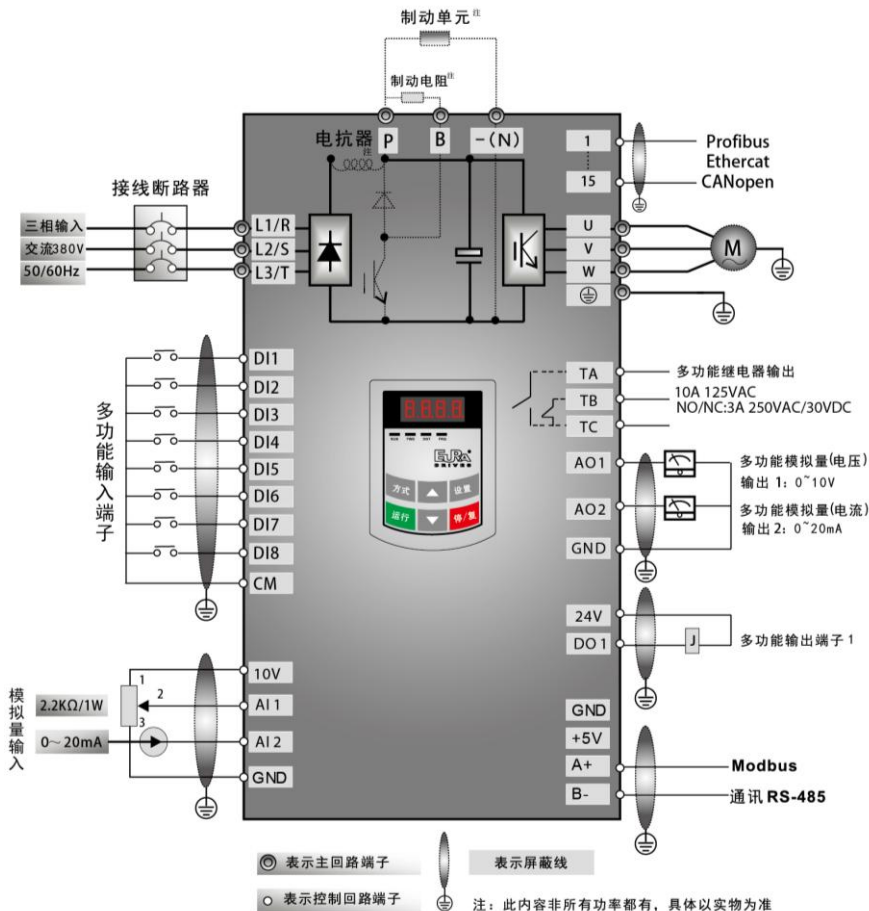 制动单元注
制动电阻注
电抗器注
P
B
-(N)
1
15
Profibus
Ethercat
CANopen
接线断路器
三相输入
交流380V
50/60Hz
L1/R
L2/S
L3/T
U
V
W
M
多功能输入端子
DI1
DI2
DI3
DI4
DI5
DI6
DI7
DI8
CM
8.8.8.8
EURA
DRIVES
方式
设置
运行
停/复
TA
TB
TC
多功能继电器输出
10A 125VAC
NO/NC:3A 250VAC/30VDC
AO1
AO2
GND
多功能模拟量(电压)
输出 1: 0~10V
多功能模拟量(电流)
输出 2: 0~20mA
24V
DO1
J
多功能输出端子 1
模拟量输入
2.2KΩ/1W
0～20mA
1
2
3
10V
AI1
AI2
GND
GND
+5V
A+
B-
Modbus
通讯 RS-485
表示主回路端子
表示控制回路端子
表示屏蔽线
注: 此内容非所有功率都有，具体以实物为准